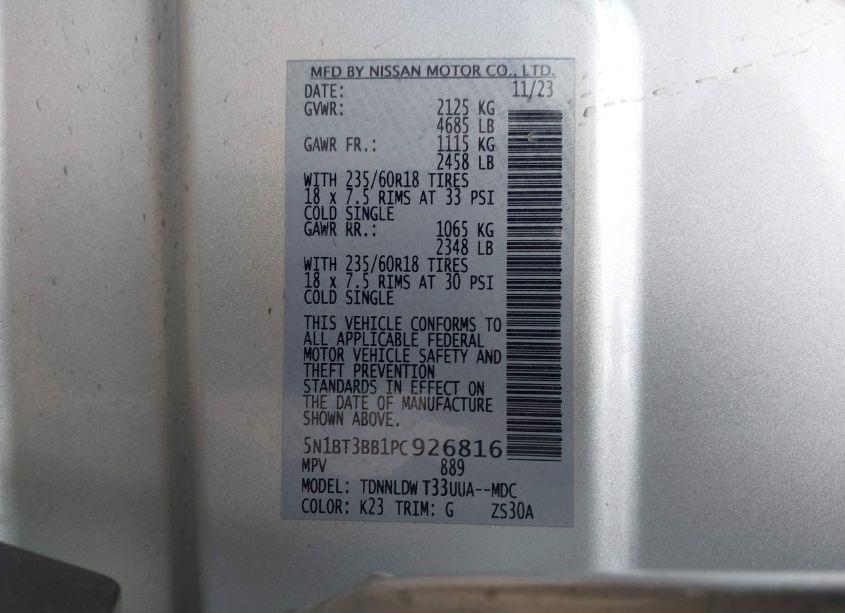 MFD BY NISSAN MOTOR CO., LTD.
DATE: 11/23
GVWR: 2125 KG
4685 LB
GAWR FR.: 1115 KG
2458 LB
WITH 235/60R18 TIRES
18 x 7.5 RIMS AT 33 PSI
COLD SINGLE
GAWR RR.: 1065 KG
2348 LB
WITH 235/60R18 TIRES
18 x 7.5 RIMS AT 30 PSI
COLD SINGLE
THIS VEHICLE CONFORMS TO
ALL APPLICABLE FEDERAL
MOTOR VEHICLE SAFETY AND
THEFT PREVENTION
STANDARDS IN EFFECT ON
THE DATE OF MANUFACTURE
SHOWN ABOVE.
5N1BT3BB1PC926816
MPV 889
MODEL: TDNNLDW T33UUA--MDC
COLOR: K23 TRIM: G ZS30A